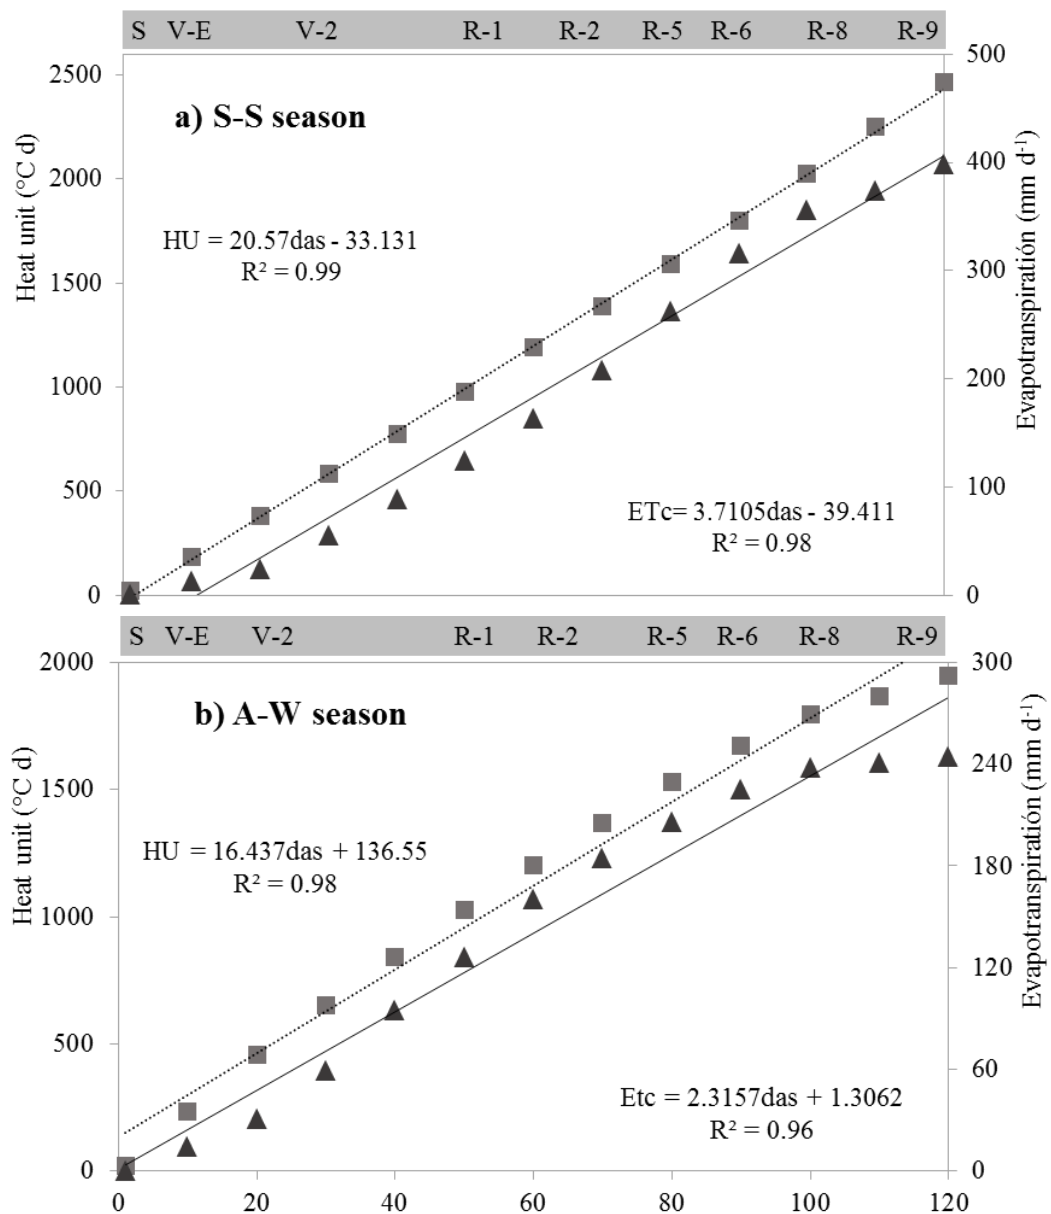 S V-E V-2 R-1 R-2 R-5 R-6 R-8 R-9
a) S-S season
HU = 20.57das - 33.131
R² = 0.99
ETc= 3.7105das - 39.411
R² = 0.98
Heat unit (°C d)
2500
2000
1500
1000
500
0
Evapotranspiratión (mm d⁻¹)
500
400
300
200
100
0
S V-E V-2 R-1 R-2 R-5 R-6 R-8 R-9
b) A-W season
HU = 16.437das + 136.55
R² = 0.98
Etc = 2.3157das + 1.3062
R² = 0.96
Heat unit (°C d)
2000
1500
1000
500
0
Evapotranspiratión (mm d⁻¹)
300
240
180
120
60
0
0 20 40 60 80 100 120